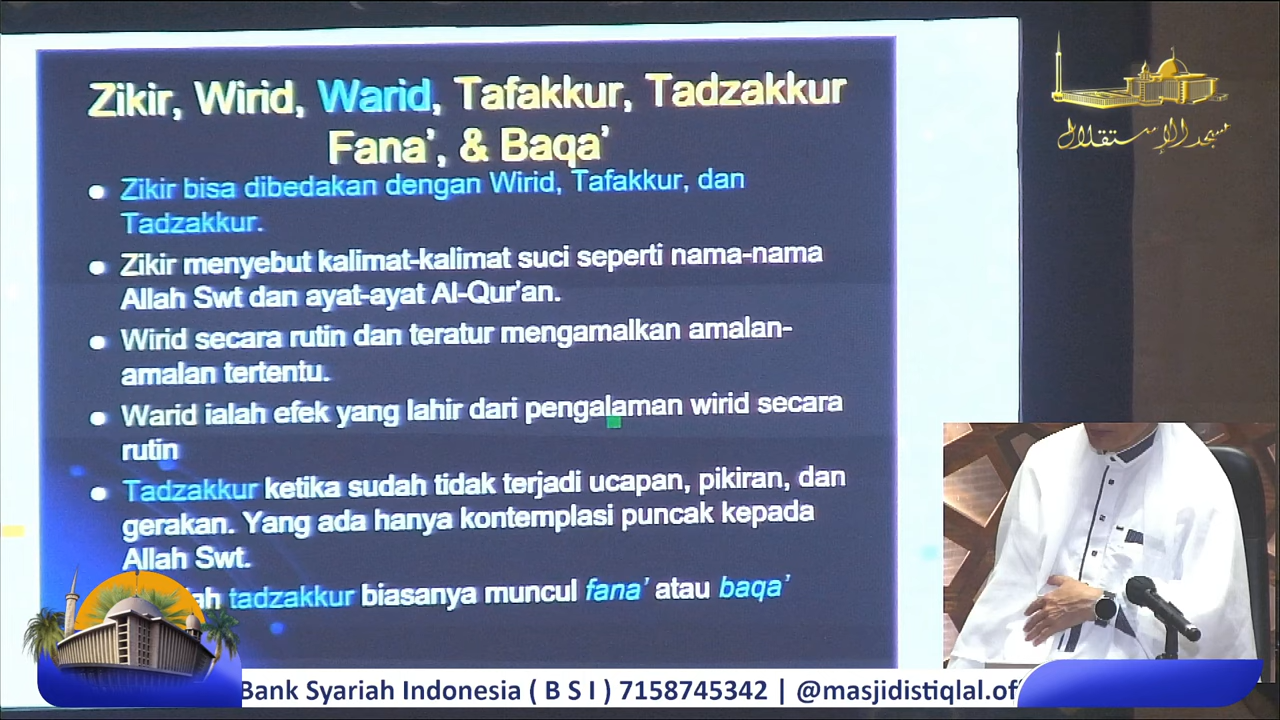 Zikir, Wirid, Warid, Tafakkur, Tadzakkur
Fana', & Baqa'
Zikir bisa dibedakan dengan Wirid, Tafakkur, dan
Tadzakkur.
Zikir menyebut kalimat-kalimat suci seperti nama-nama
Allah Swt dan ayat-ayat Al-Qur'an.
Wirid secara rutin dan teratur mengamalkan amalan-
amalan tertentu.
Warid ialah efek yang lahir dari pengalaman wirid secara
rutin
Tadzakkur ketika sudah tidak terjadi ucapan, pikiran, dan
gerakan. Yang ada hanya kontemplasi puncak kepada
Allah Swt.
tadzakkur biasanya muncul fana' atau baqa'
مسجد الإستقلال
Bank Syariah Indonesia ( B S I ) 7158745342 | @masjidistiqlal.of